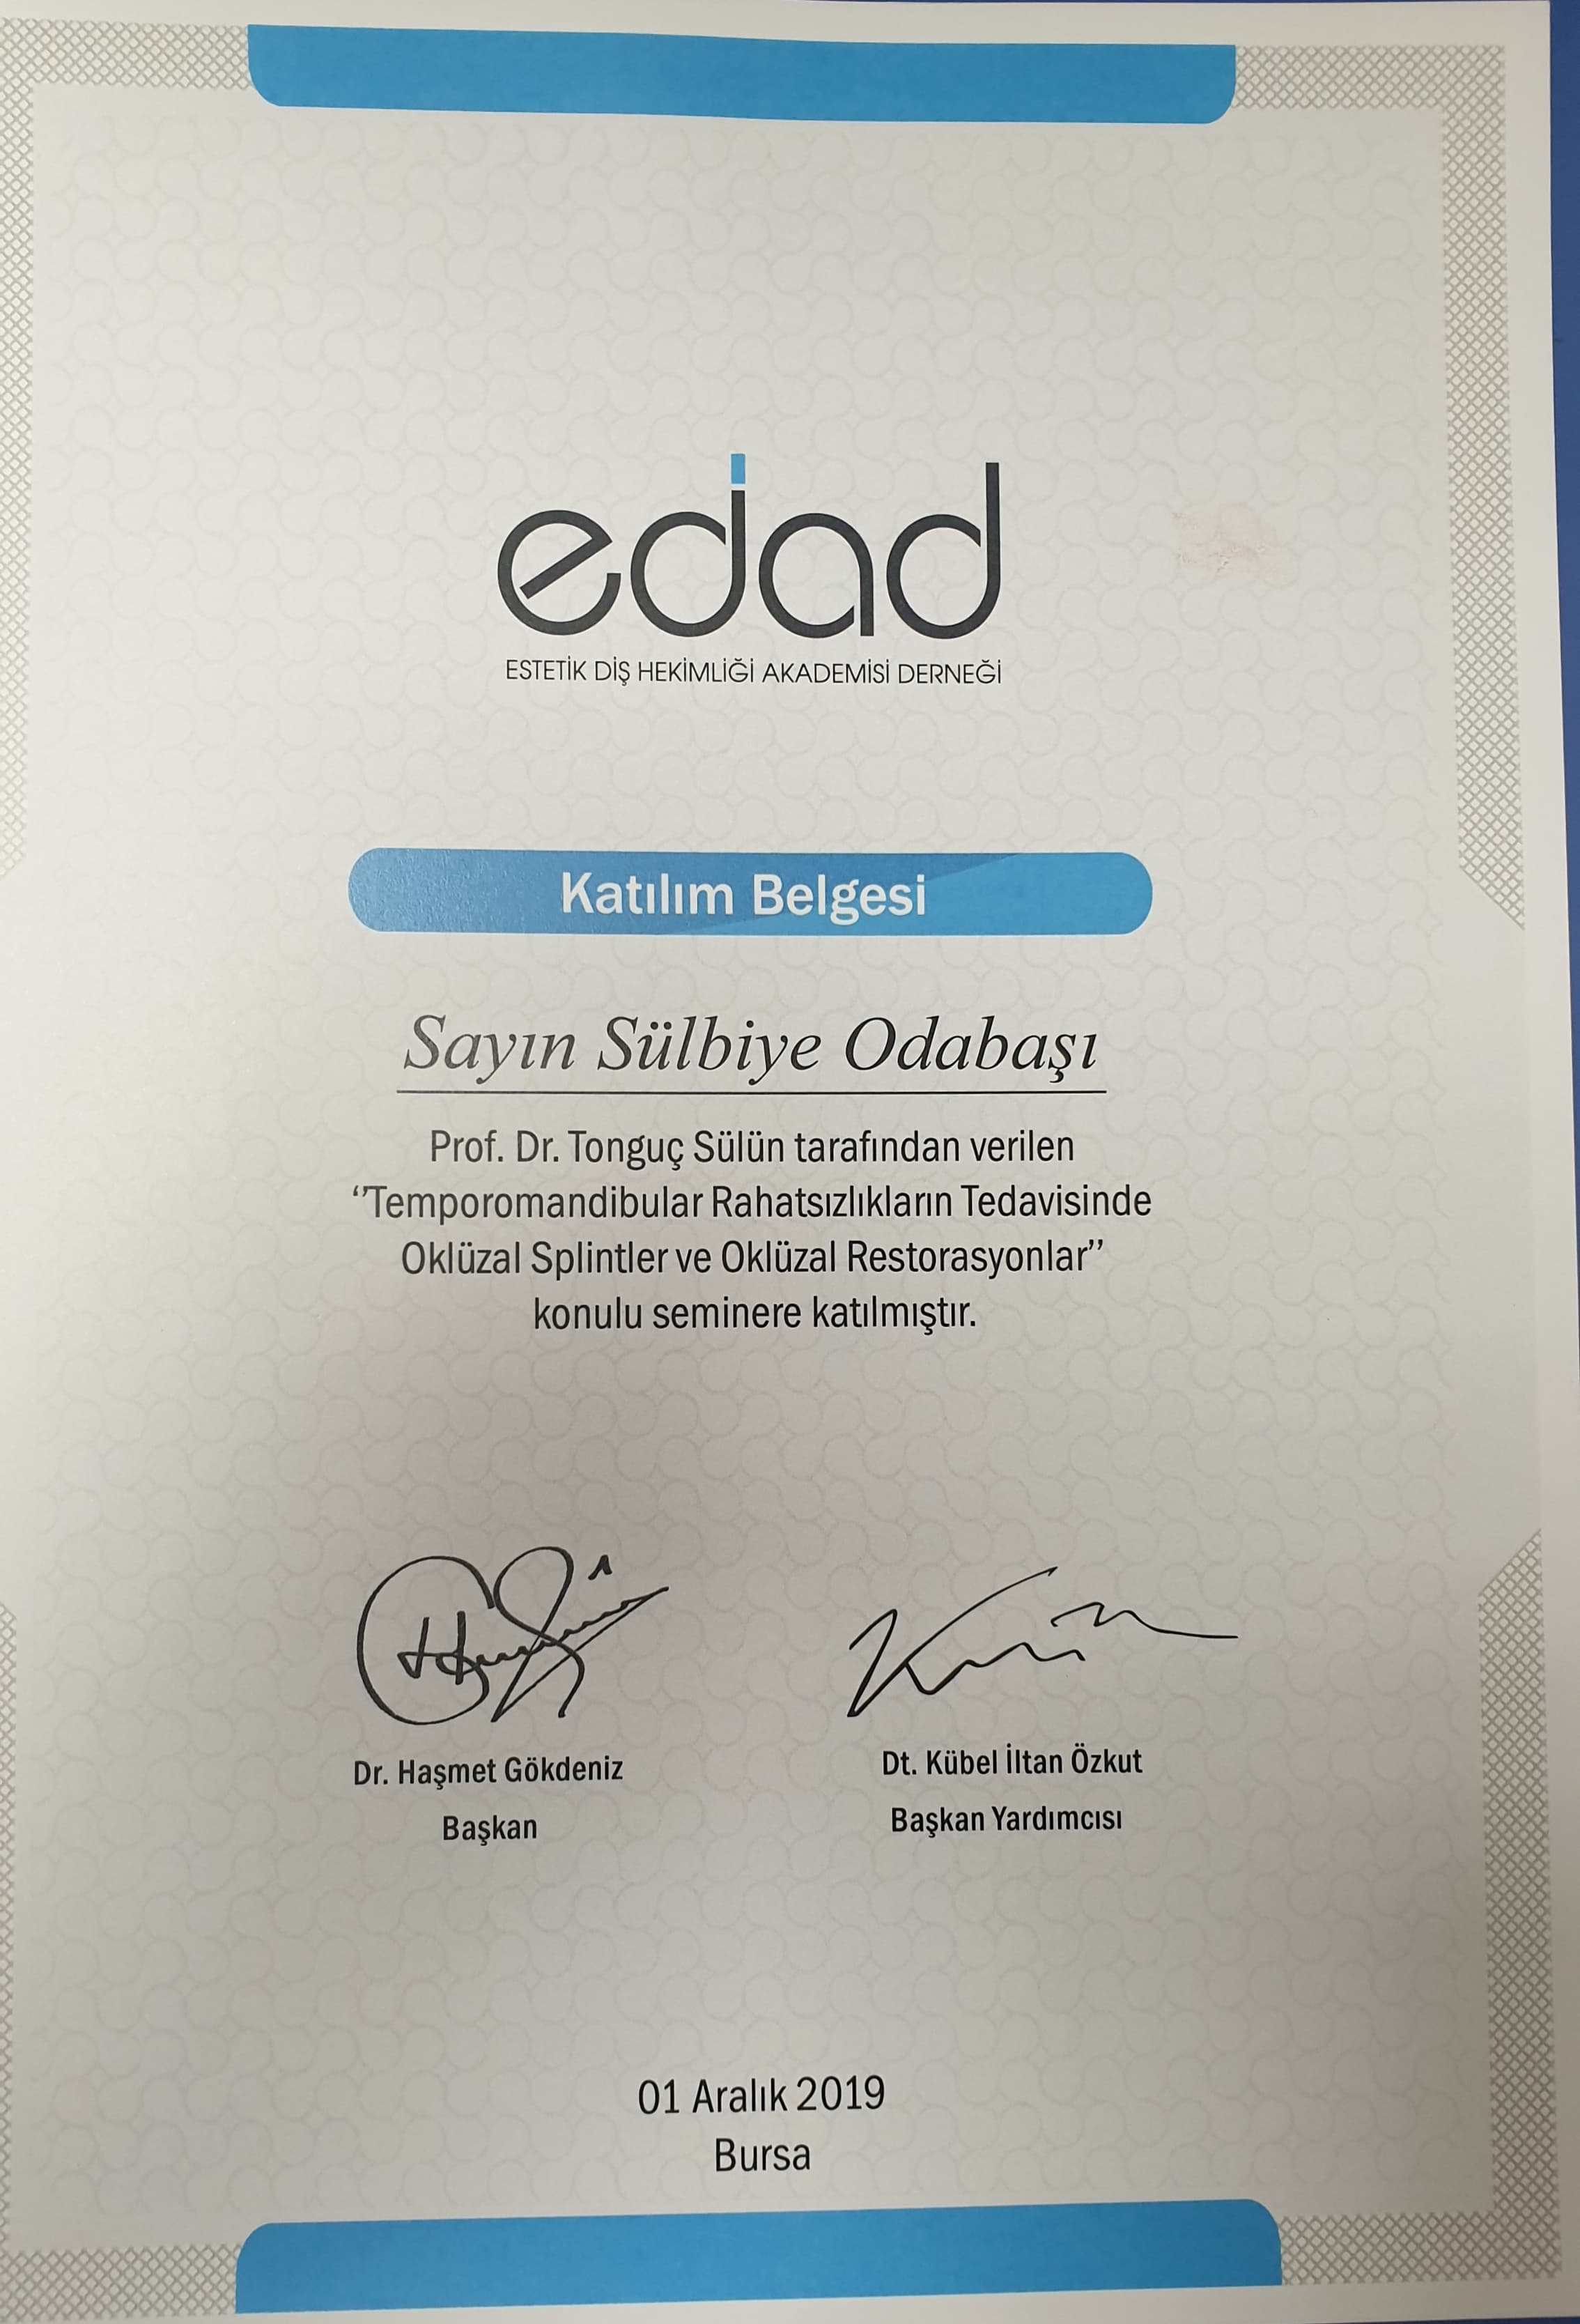 edad
ESTETİK DİŞ HEKİMLİĞİ AKADEMİSİ DERNEĞİ
Katılım Belgesi
Sayın Sülbiye Odabaşı
Prof. Dr. Tonguç Sülün tarafından verilen
‘’Temporomandibular Rahatsızlıkların Tedavisinde
Oklüzal Splintler ve Oklüzal Restorasyonlar’’
konulu seminere katılmıştır.
Dr. Haşmet Gökdeniz
Başkan
Dt. Kübel İltan Özkut
Başkan Yardımcısı
01 Aralık 2019
Bursa